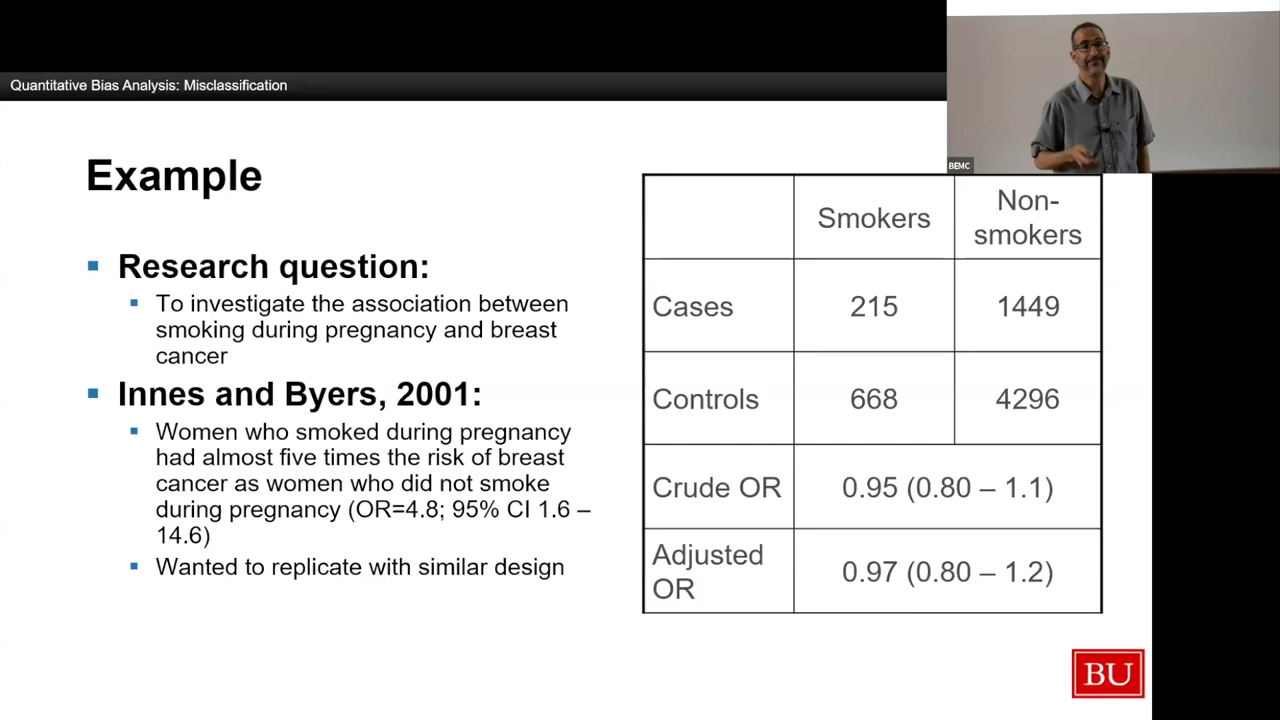 Quantitative Bias Analysis: Misclassification
BEMC
Example
Research question:
To investigate the association between
smoking during pregnancy and breast
cancer
Innes and Byers, 2001:
Women who smoked during pregnancy
had almost five times the risk of breast
cancer as women who did not smoke
during pregnancy (OR=4.8; 95% CI 1.6 –
14.6)
Wanted to replicate with similar design
Smokers
Non-
smokers
Cases
215
1449
Controls
668
4296
Crude OR
0.95 (0.80 – 1.1)
Adjusted
OR
0.97 (0.80 – 1.2)
BU